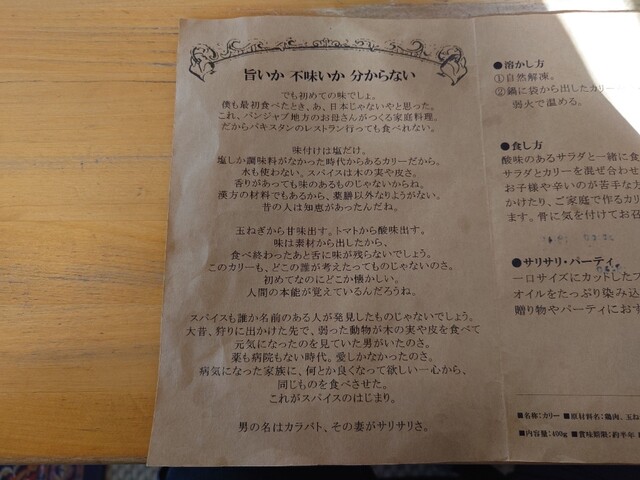 旨いか 不味いか 分からない
でも初めての味でしょ。
僕も最初食べたとき、あ、日本じゃないやと思った。
これ、パンジャブ地方のお母さんがつくる家庭料理。
だからパキスタンのレストラン行っても食べれない。
味付けは塩だけ。
塩しか調味料がなかった時代からあるカリーだから、
水も使わない。スパイスは木の実や皮さ。
香りがあっても味のあるものじゃないからね。
漢方の材料でもあるから、薬膳以外なりようがない。
昔の人は知恵があったんだね。
玉ねぎから甘味出す。トマトから酸味出す。
味は素材から出したから、
食べ終わったあと舌に味が残らないでしょう。
このカリーも、どこの誰が考えたってものじゃないのさ。
初めてなのにどこか懐かしい。
人間の本能が覚えているんだろうね。
スパイスも誰か名前のある人が発見したものじゃないでしょう。
大昔、狩りに出かけた先で、弱った動物が木の実や皮を食べて
元気になったのを見ていた男がいたのさ。
薬も病院もない時代。愛しかなかったのさ。
病気になった家族に、何とか良くなって欲しい一心から、
同じものを食べさせた。
これがスパイスのはじまり。
男の名はカラバト、その妻がサリサリさ。
●溶かし方
①自然解凍。
②鍋に袋から出したカリー
弱火で温める。
●食し方
酸味のあるサラダと一緒に食
サラダとカリーを混ぜ合わせ
お子様や辛いのが苦手な方
かけたり、ご家庭で作るカリ
ます。骨に気を付けてお召
●サリサリ・パーティ
一口サイズにカットしたフ
オイルをたっぷり染み込
贈り物やパーティにおす
■名称:カリー ■原材料名:鶏肉、玉ね
■内容量:400g ■賞味期限:約半年